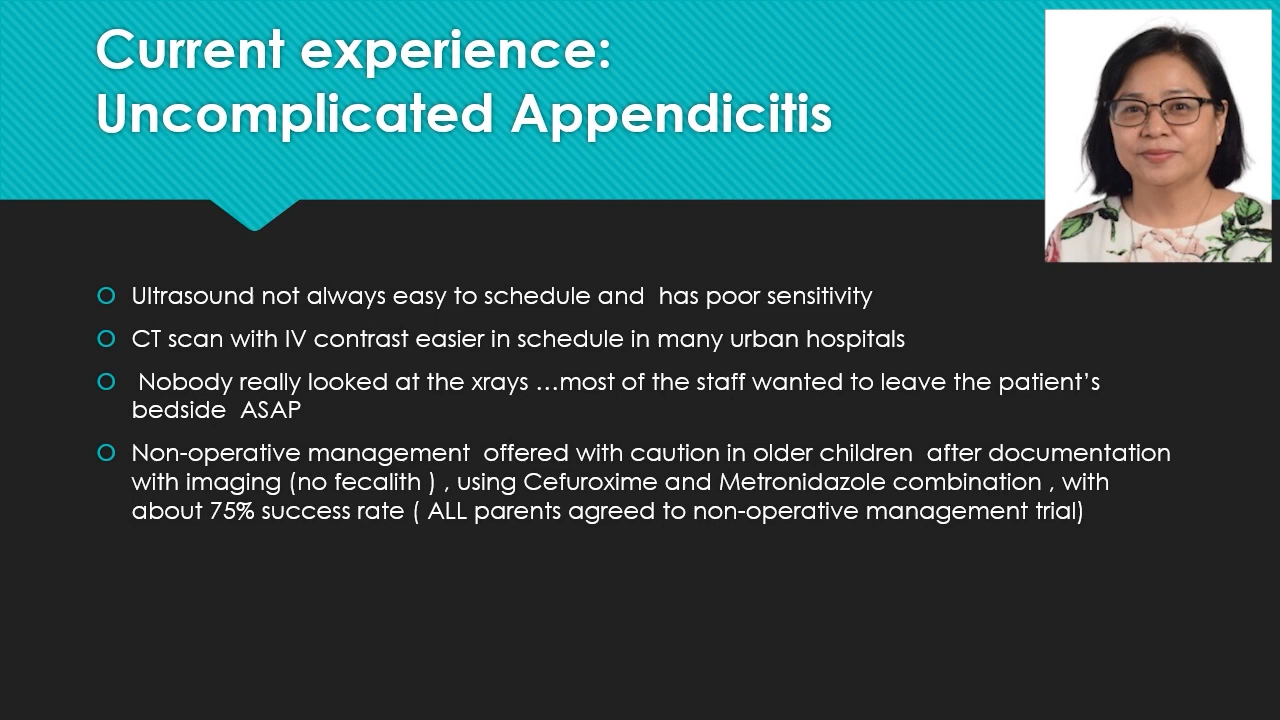 Current experience:
Uncomplicated Appendicitis
Ultrasound not always easy to schedule and  has poor sensitivity
CT scan with IV contrast easier in schedule in many urban hospitals
Nobody really looked at the xrays …most of the staff wanted to leave the patient’s
bedside  ASAP
Non-operative management  offered with caution in older children  after documentation
with imaging (no fecalith ) , using Cefuroxime and Metronidazole combination , with
about 75% success rate ( ALL parents agreed to non-operative management trial)